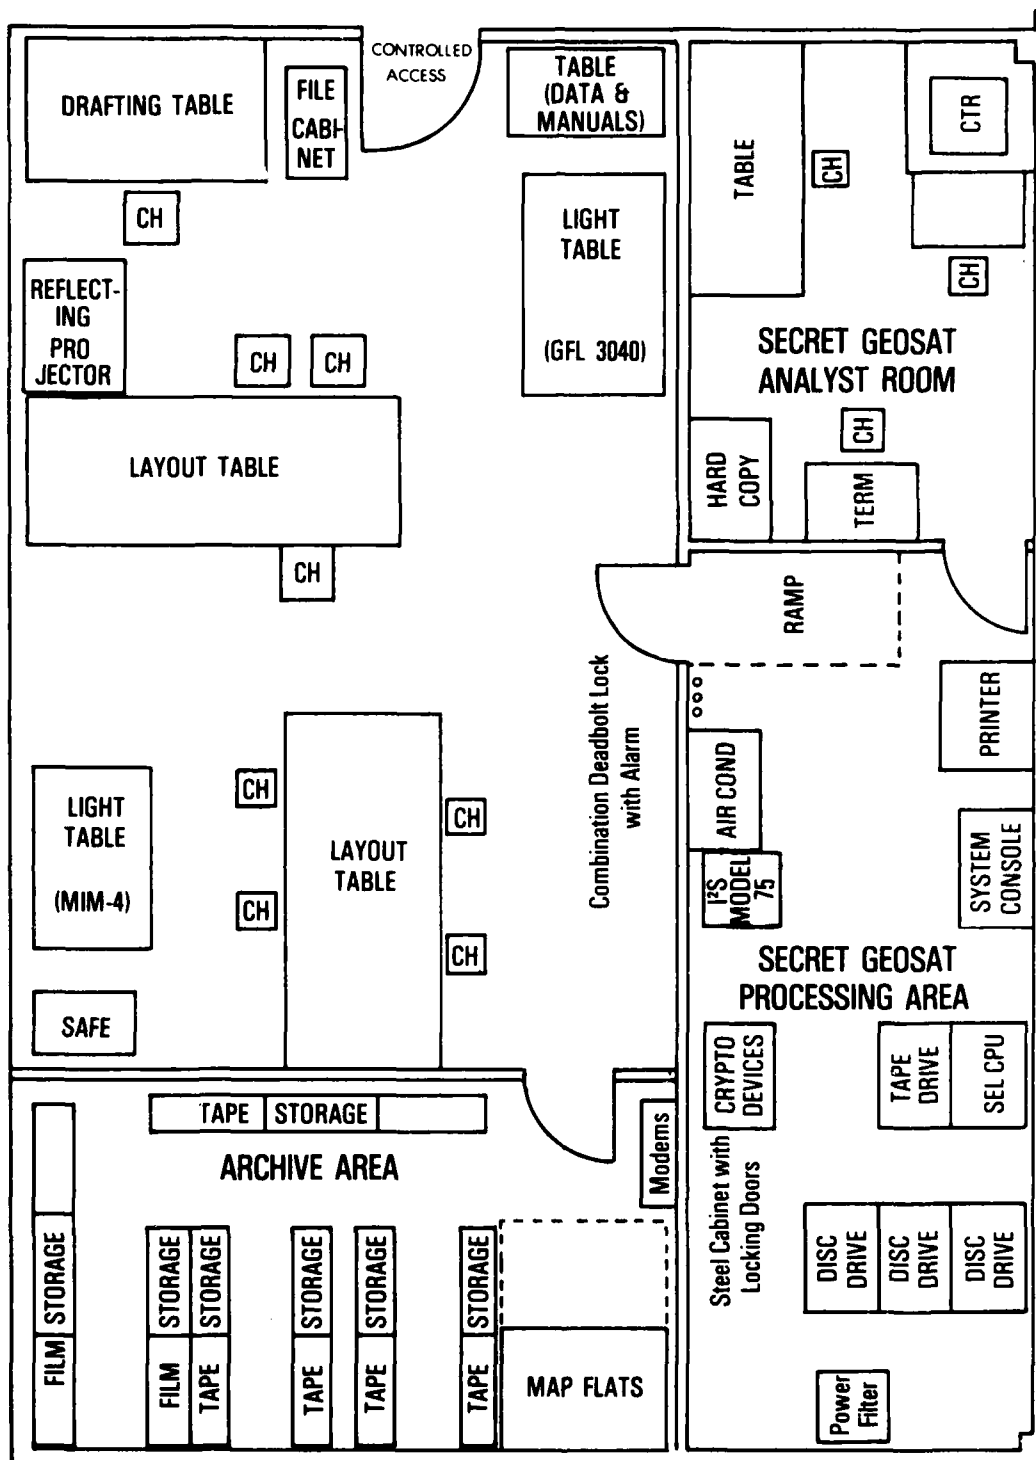 DRAFTING TABLE
FILE
CABI-
NET
CONTROLLED
ACCESS
TABLE
(DATA &
MANUALS)
CH
REFLECT-
ING
PRO
JECTOR
CH
CH
LIGHT
TABLE
(GFL 3040)
LAYOUT TABLE
CH
LIGHT
TABLE
(MIM-4)
CH
CH
LAYOUT
TABLE
CH
CH
SAFE
Combination Deadbolt Lock
with Alarm
TABLE
CH
CTR
CH
SECRET GEOSAT
ANALYST ROOM
CH
HARD
COPY
TERM
RAMP
PRINTER
AIR COND
I²S
MODEL
75
SYSTEM
CONSOLE
SECRET GEOSAT
PROCESSING AREA
CRYPTO
DEVICES
TAPE
DRIVE
SEL CPU
Steel Cabinet with
Locking Doors
DISC
DRIVE
DISC
DRIVE
DISC
DRIVE
Power
Filter
TAPE STORAGE
ARCHIVE AREA
Modems
FILM STORAGE
FILM STORAGE
TAPE STORAGE
TAPE STORAGE
TAPE STORAGE
TAPE STORAGE
MAP FLATS